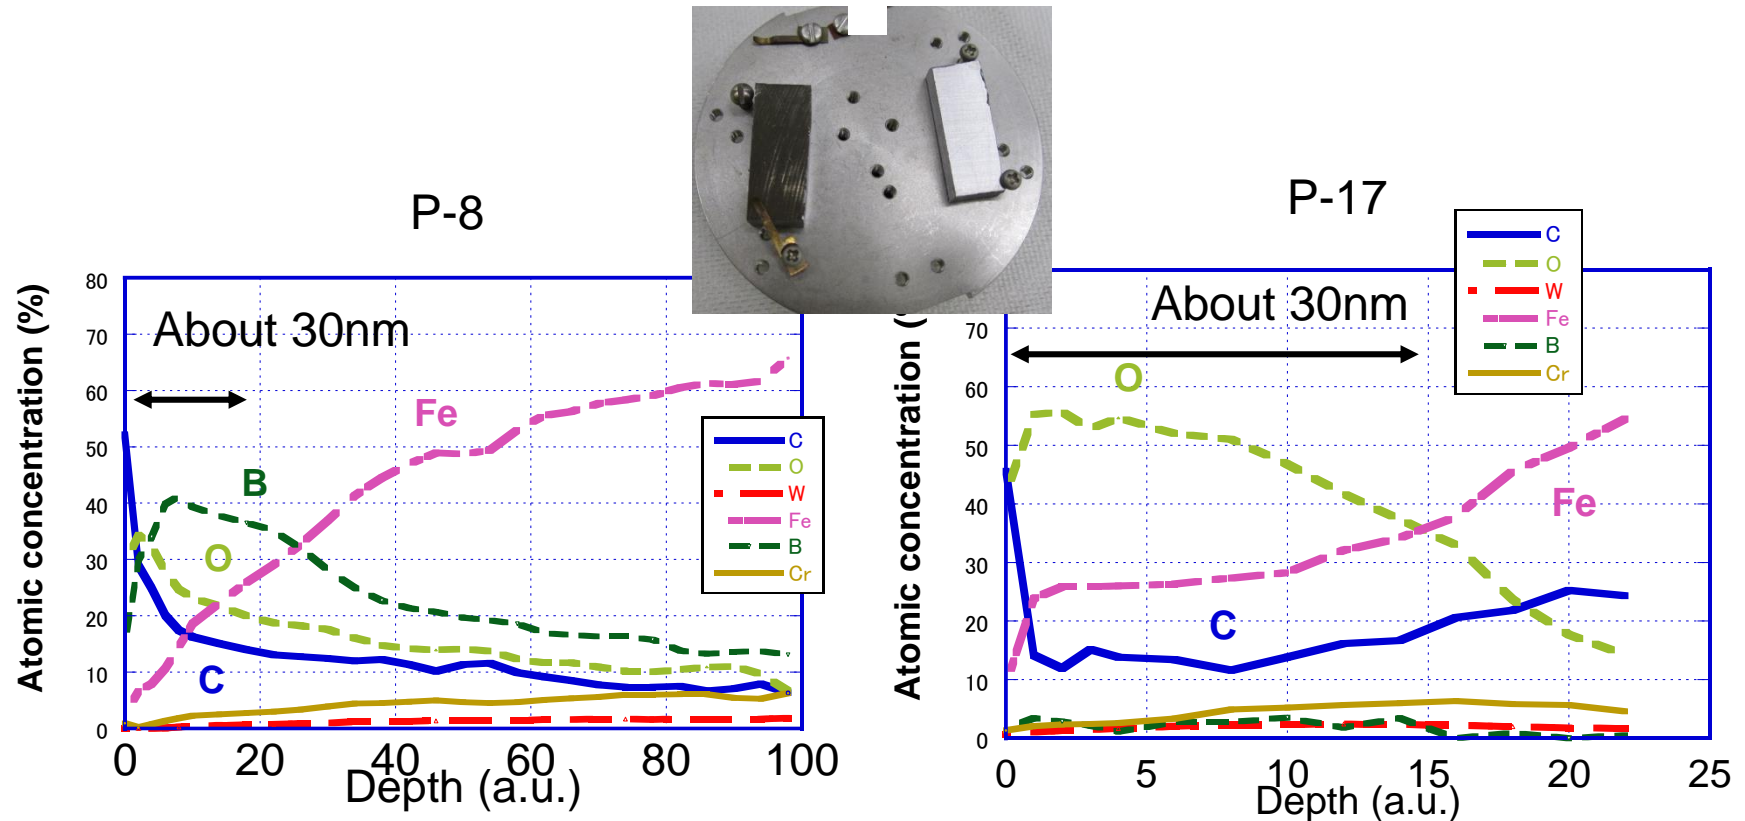 P-8
P-17
Atomic concentration (%)
80
70
60
50
40
30
20
10
0
About 30nm
Fe
B
O
C
C
O
W
Fe
B
Cr
0
20
40
60
80
100
Depth (a.u.)
Atomic concentration (
70
60
50
40
30
20
10
0
About 30nm
O
Fe
C
C
O
W
Fe
B
Cr
0
5
10
15
20
25
Depth (a.u.)